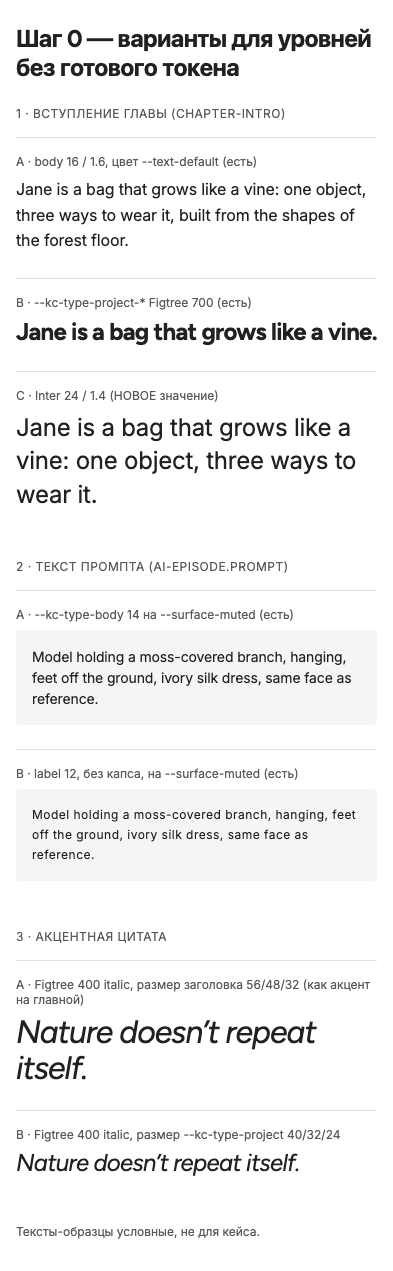 Шаг 0 — варианты для уровней
без готового токена
1 · ВСТУПЛЕНИЕ ГЛАВЫ (CHAPTER-INTRO)
A · body 16 / 1.6, цвет --text-default (есть)
Jane is a bag that grows like a vine: one object,
three ways to wear it, built from the shapes of
the forest floor.
B · --kc-type-project-* Figtree 700 (есть)
Jane is a bag that grows like a vine.
C · Inter 24 / 1.4 (НОВОЕ значение)
Jane is a bag that grows like a
vine: one object, three ways to
wear it.
2 · ТЕКСТ ПРОМПТА (AI-EPISODE.PROMPT)
A · --kc-type-body 14 на --surface-muted (есть)
Model holding a moss-covered branch, hanging,
feet off the ground, ivory silk dress, same face as
reference.
B · label 12, без капса, на --surface-muted (есть)
Model holding a moss-covered branch, hanging, feet
off the ground, ivory silk dress, same face as
reference.
3 · АКЦЕНТНАЯ ЦИТАТА
A · Figtree 400 italic, размер заголовка 56/48/32 (как акцент
на главной)
Nature doesn’t repeat
itself.
B · Figtree 400 italic, размер --kc-type-project 40/32/24
Nature doesn’t repeat itself.
Тексты-образцы условные, не для кейса.